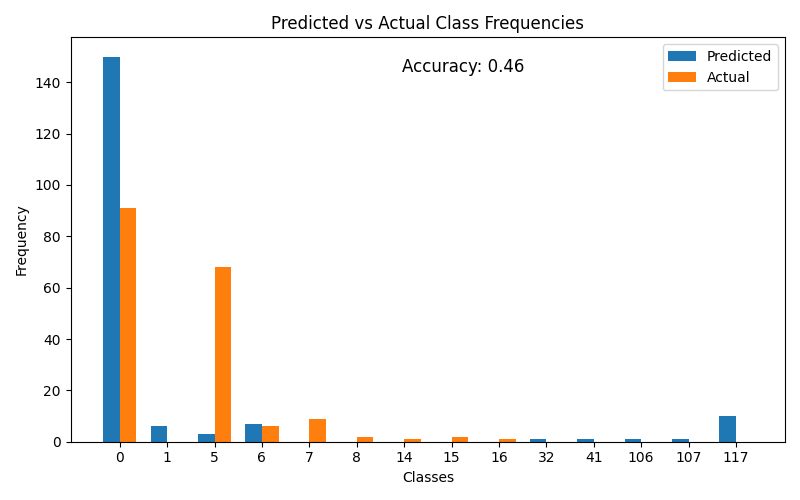 Predicted vs Actual Class Frequencies
Accuracy: 0.46
Predicted
Actual
Frequency
140
120
100
80
60
40
20
0
0 1 5 6 7 8 14 15 16 32 41 106 107 117
Classes